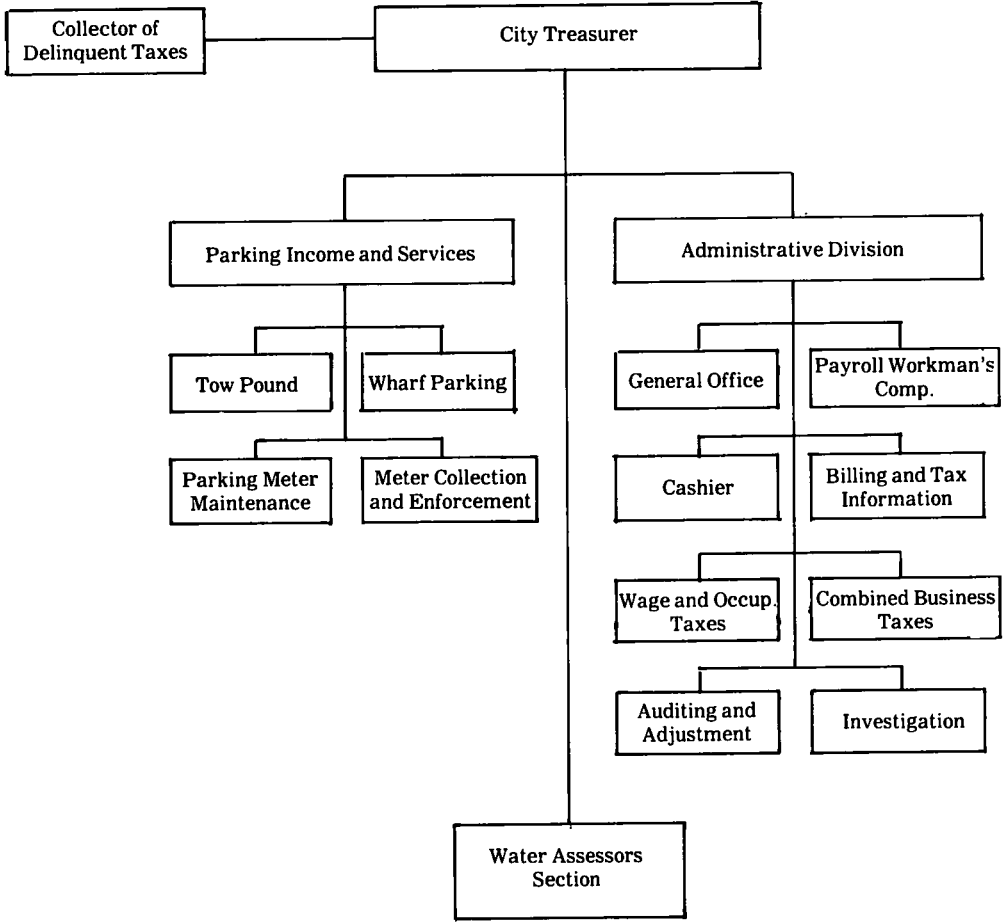 Collector of
Delinquent Taxes
City Treasurer
Parking Income and Services
Administrative Division
Tow Pound
Wharf Parking
General Office
Payroll Workman's
Comp.
Parking Meter
Maintenance
Meter Collection
and Enforcement
Cashier
Billing and Tax
Information
Wage and Occup.
Taxes
Combined Business
Taxes
Auditing and
Adjustment
Investigation
Water Assessors
Section